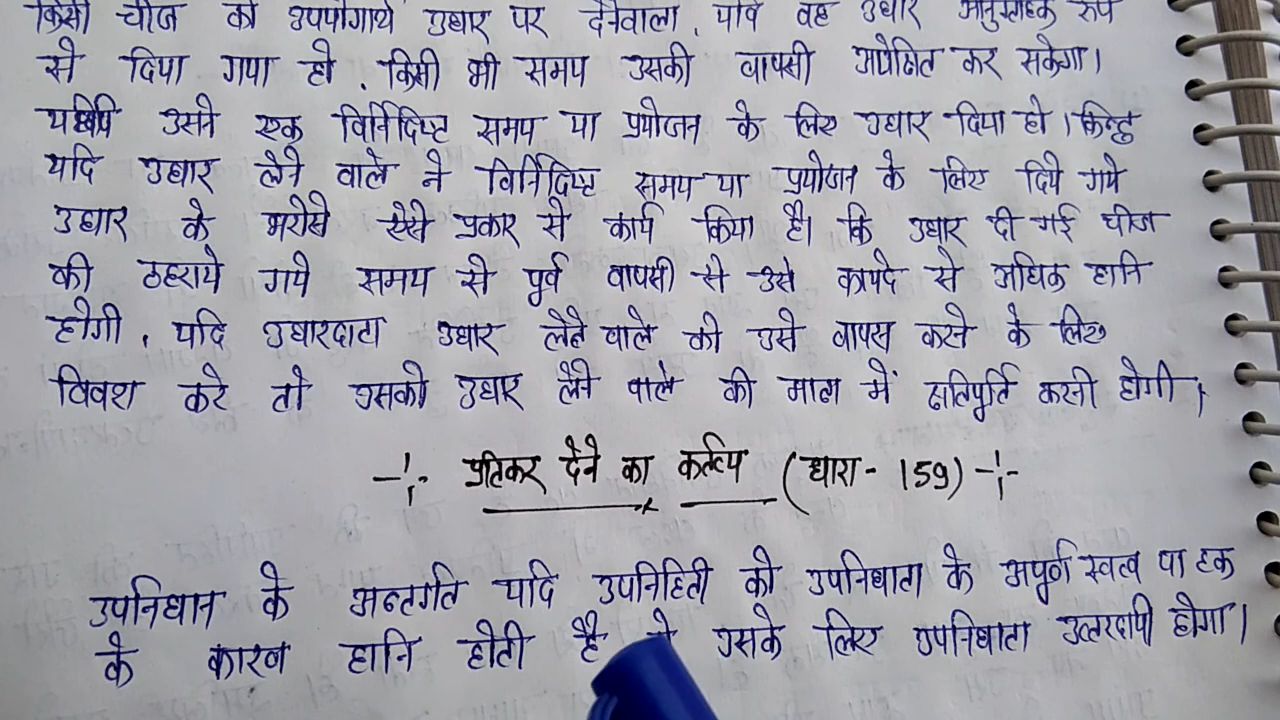 किसी चीज को उपयोगार्थ उधार पर देनेवाला, यदि वह उधार आनुग्रहिक रूप
से दिया गया हो, किसी भी समय उसकी वापसी अपेक्षित कर सकेगा।
यद्यपि उसने एक विनिर्दिष्ट समय या प्रयोजन के लिए उधार दिया हो। किन्तु
यदि उधार लेने वाले ने विनिर्दिष्ट समय या प्रयोजन के लिए दिये गये
उधार के भरोसे ऐसे प्रकार से कार्य किया है। कि उधार दी गई चीज
की ठहराये गये समय से पूर्व वापसी से उसे फायदे से अधिक हानि
होगी, यदि उधारदाता उधार लेने वाले को उसे वापस करने के लिए
विवश करे तो उसको उधार लेने वाले की मात्रा में क्षतिपूर्ति करनी होगी।
प्रतिकर देने का कर्तव्य (धारा - 159)
उपनिधान के अन्तर्गत यदि उपनिहिती को उपनिधाता के अपूर्ण स्वत्व या हक
के कारण हानि होती है उसके लिए उपनिधाता उत्तरदायी होगा।